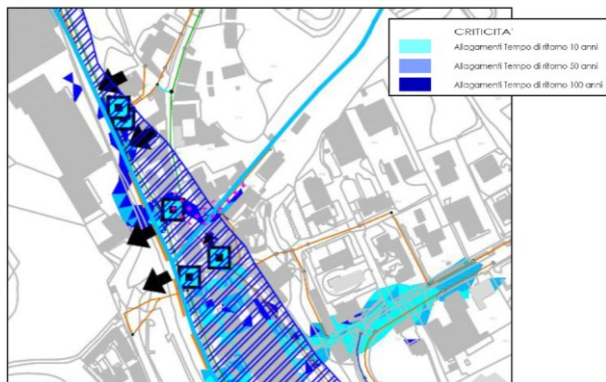 CRITICITA'
Allagamenti Tempo di ritorno 10 anni
Allagamenti Tempo di ritorno 50 anni
Allagamenti Tempo di ritorno 100 anni